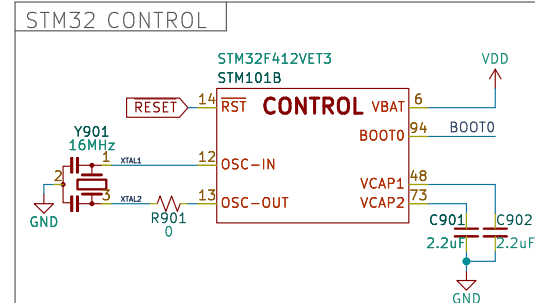 STM32 CONTROL
STM32F412VET3
STM101B
VDD
RESET 14 RST CONTROL VBAT 6
BOOT0 94 BOOT0
Y901
16MHz
1 XTAL1 12 OSC-IN
2
VCAP1 48
3 XTAL2 13 OSC-OUT VCAP2 73
GND
R901
0
C901 C902
2.2uF 2.2uF
GND